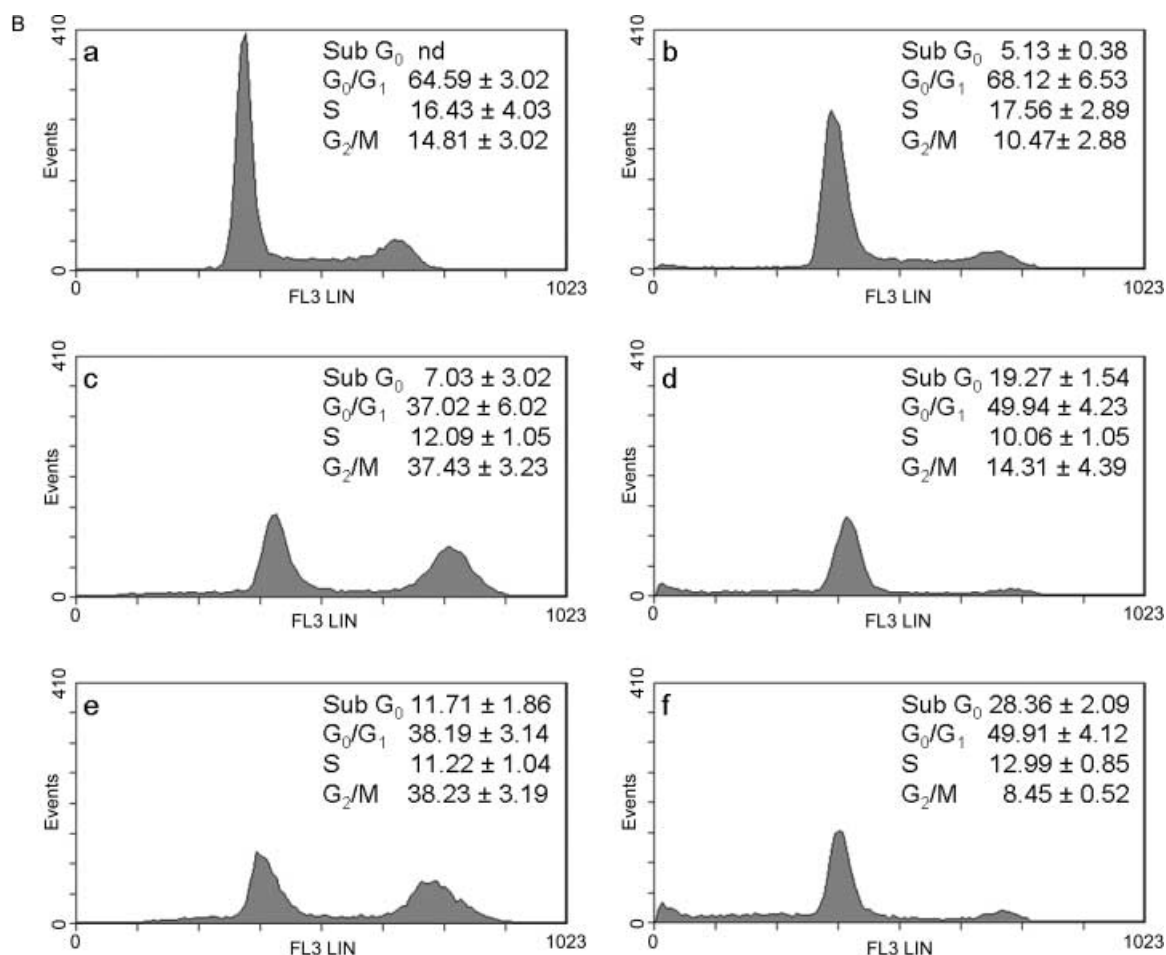 B
410
a
Sub G₀ nd
G₀/G₁ 64.59 ± 3.02
S 16.43 ± 4.03
G₂/M 14.81 ± 3.02
Events
0
0 FL3 LIN 1023
410
b
Sub G₀ 5.13 ± 0.38
G₀/G₁ 68.12 ± 6.53
S 17.56 ± 2.89
G₂/M 10.47± 2.88
Events
0
0 FL3 LIN 1023
410
c
Sub G₀ 7.03 ± 3.02
G₀/G₁ 37.02 ± 6.02
S 12.09 ± 1.05
G₂/M 37.43 ± 3.23
Events
0
0 FL3 LIN 1023
410
d
Sub G₀ 19.27 ± 1.54
G₀/G₁ 49.94 ± 4.23
S 10.06 ± 1.05
G₂/M 14.31 ± 4.39
Events
0
0 FL3 LIN 1023
410
e
Sub G₀ 11.71 ± 1.86
G₀/G₁ 38.19 ± 3.14
S 11.22 ± 1.04
G₂/M 38.23 ± 3.19
Events
0
0 FL3 LIN 1023
410
f
Sub G₀ 28.36 ± 2.09
G₀/G₁ 49.91 ± 4.12
S 12.99 ± 0.85
G₂/M 8.45 ± 0.52
Events
0
0 FL3 LIN 1023